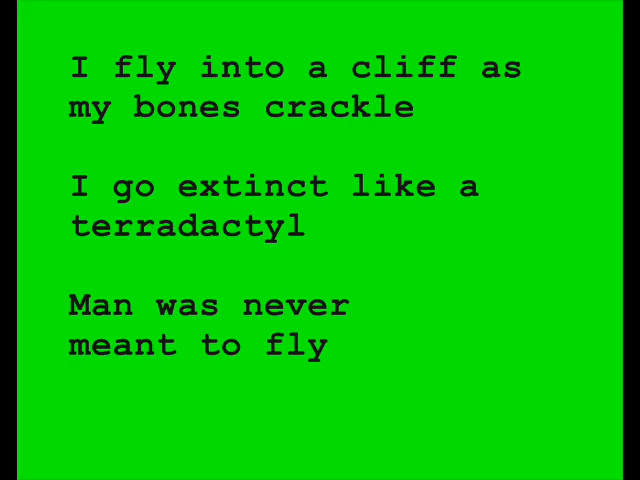 I fly into a cliff as
my bones crackle
I go extinct like a
terradactyl
Man was never
meant to fly